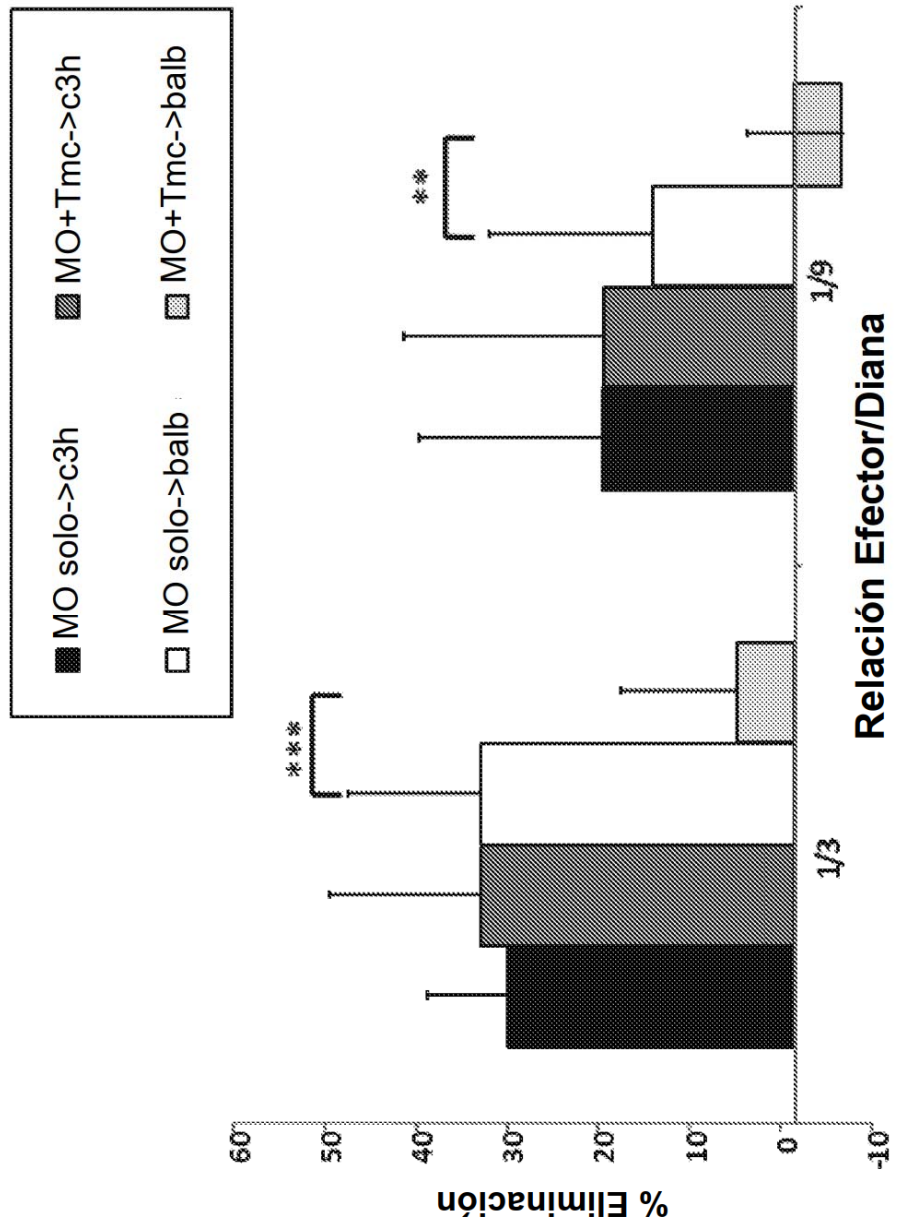 MO solo->c3h
MO+Tmc->c3h
MO solo->balb
MO+Tmc->balb
% Eliminación
60
50
40
30
20
10
0
-10
***
**
1/3
1/9
Relación Efector/Diana